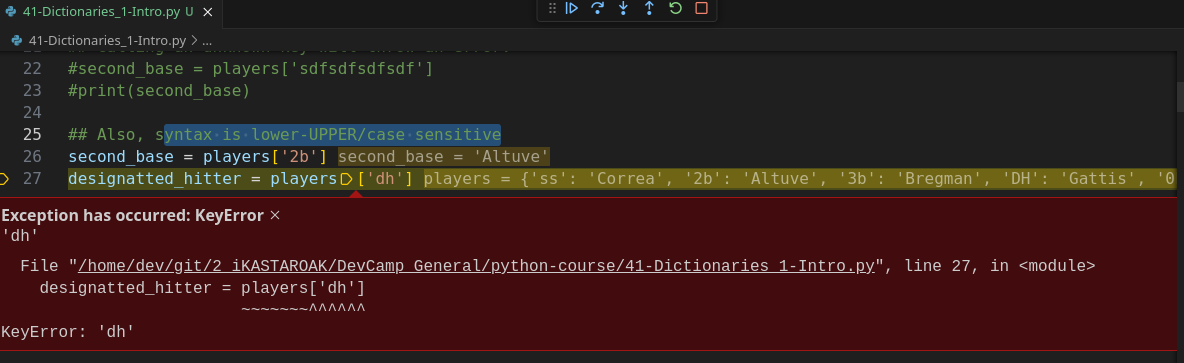 41-Dictionaries_1-Intro.py U
41-Dictionaries_1-Intro.py > ...
22 #second_base = players['sdfsdfsdfsdf']
23 #print(second_base)
24
25 ## Also, syntax is lower-UPPER/case sensitive
26 second_base = players['2b'] second_base = 'Altuve'
27 designatted_hitter = players['dh'] players = {'ss': 'Correa', '2b': 'Altuve', '3b': 'Bregman', 'DH': 'Gattis', '0
Exception has occurred: KeyError
'dh'
File "/home/dev/git/2_iKASTAROAK/DevCamp_General/python-course/41-Dictionaries_1-Intro.py", line 27, in <module>
designatted_hitter = players['dh']
~~~~~~~^^^^^^
KeyError: 'dh'